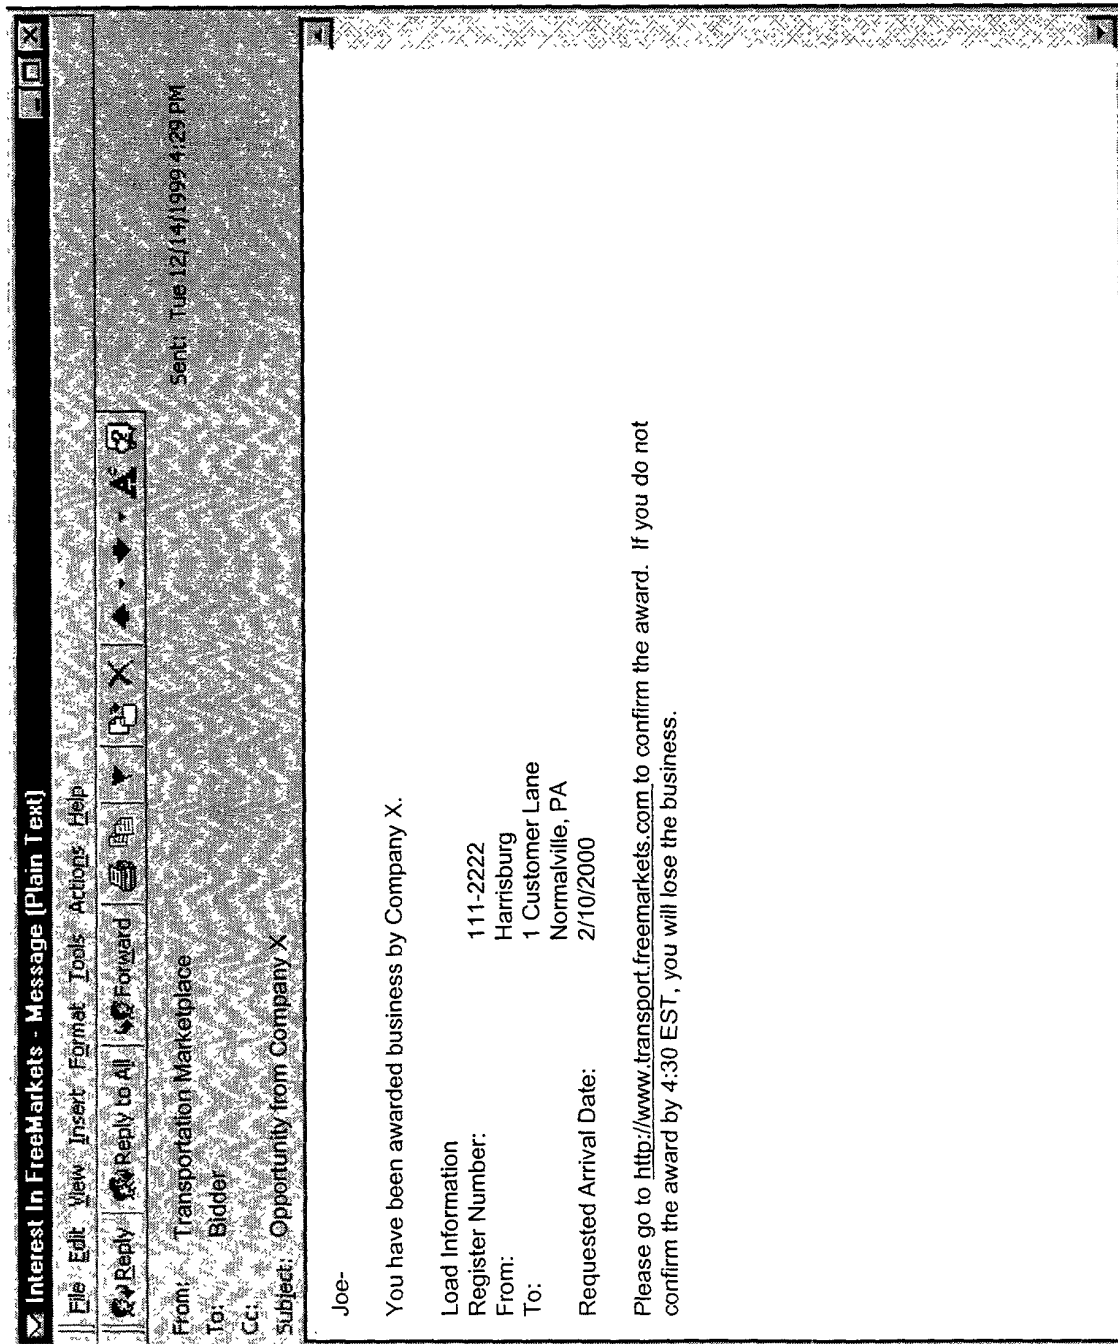 Interest In FreeMarkets - Message (Plain Text)
File Edit View Insert Format Tools Actions Help
Reply Reply to All Forward
From: Transportation Marketplace Sent: Tue 12/14/1999 4:29 PM
To: Bidder
Cc:
Subject: Opportunity from Company X
Joe-
You have been awarded business by Company X.
Load Information
Register Number: 111-2222
From: Harrisburg
To: 1 Customer Lane
Normalville, PA
Requested Arrival Date: 2/10/2000
Please go to http://www.transport.freemarkets.com to confirm the award. If you do not
confirm the award by 4:30 EST, you will lose the business.